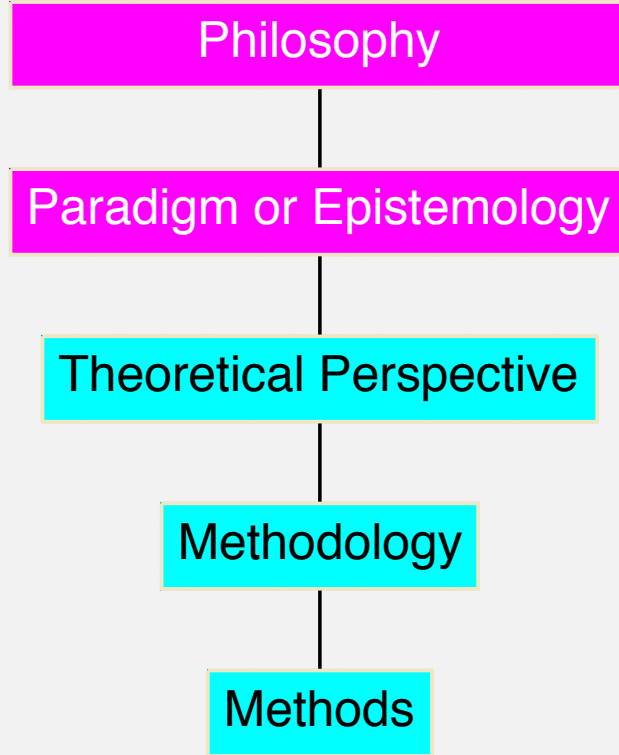 Philosophy
Paradigm or Epistemology
Theoretical Perspective
Methodology
Methods